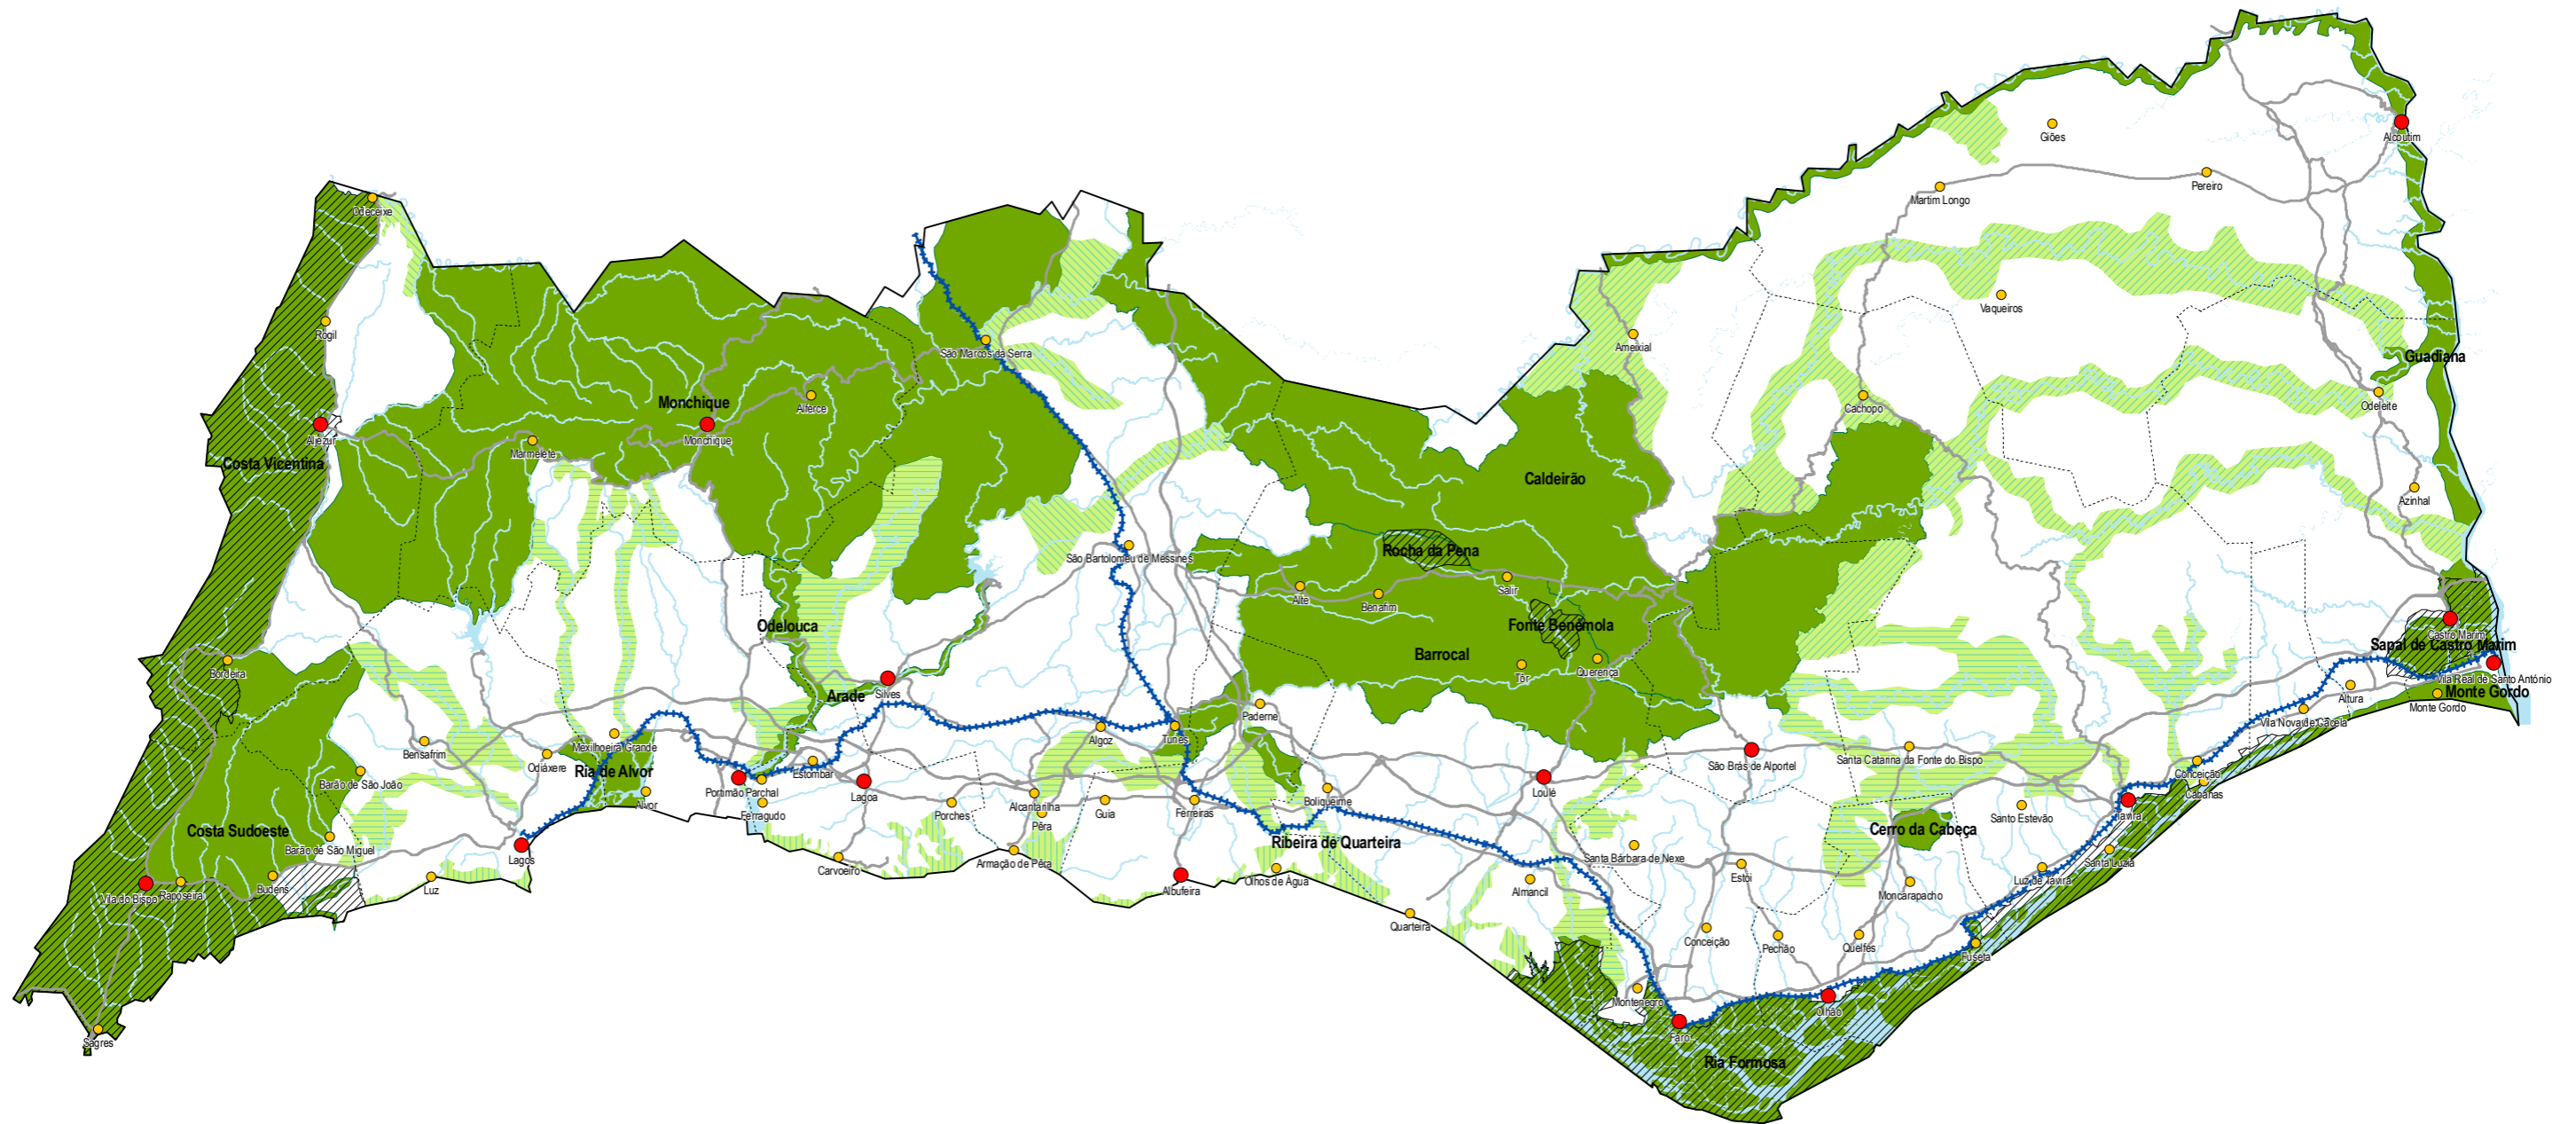 Alcoutim
Giões
Pereiro
Martim Longo
Odeceixe
Vaqueiros
Rogil
Ameixial
São Marcos da Serra
Guadiana
Monchique
Alferce
Cachopo
Odeleite
Aljezur
Monchique
Marmelete
Costa Vicentina
Caldeirão
Azinhal
Rocha da Pena
São Bartolomeu de Messines
Salir
Alte
Benafim
Odelouca
Fonte Benémola
Castro Marim
Sapal de Castro Marim
Barrocal
Bordeira
Tôr
Querença
Vila Real de Santo António
Arade
Silves
Monte Gordo
Altura
Monte Gordo
Paderne
Vila Nova de Cacela
Mexilhoeira Grande
Algoz
Tunes
Bensafrim
Odiáxere
Ria de Alvor
Estombar
São Brás de Alportel
Santa Catarina da Fonte do Bispo
Conceição
Barão de São João
Portimão
Parchal
Lagoa
Loulé
Cabanas
Alvor
Alcantarilha
Boliqueime
Ferragudo
Porches
Guia
Ferreiras
Tavira
Pêra
Santo Estevão
Costa Sudoeste
Cerro da Cabeça
Ribeira de Quarteira
Barão de São Miguel
Lagos
Santa Bárbara de Nexe
Santa Luzia
Armação de Pêra
Carvoeiro
Estói
Luz de Tavira
Olhos de Água
Budens
Luz
Albufeira
Almancil
Moncarapacho
Vila do Bispo
Raposeira
Quarteira
Conceição
Pechão
Quelfes
Fuseta
Montenegro
Olhão
Faro
Sagres
Ria Formosa